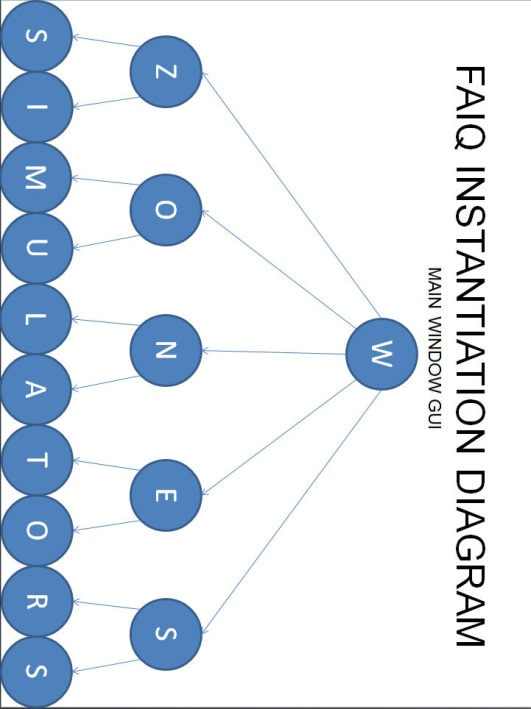 FAIQ INSTANTIATION DIAGRAM
MAIN WINDOW GUI
W
Z O N E S
S I M U L A T O R S